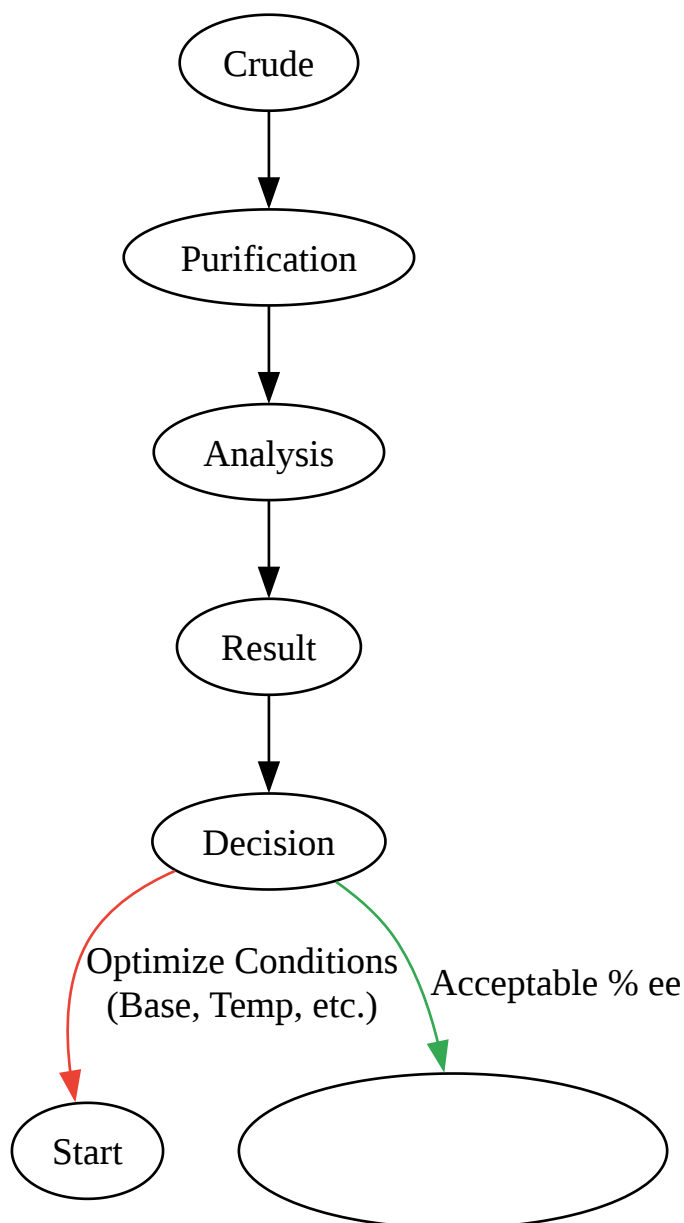 Crude
Purification
Analysis
Result
Decision
Optimize Conditions
(Base, Temp, etc.)
Acceptable % ee
Start